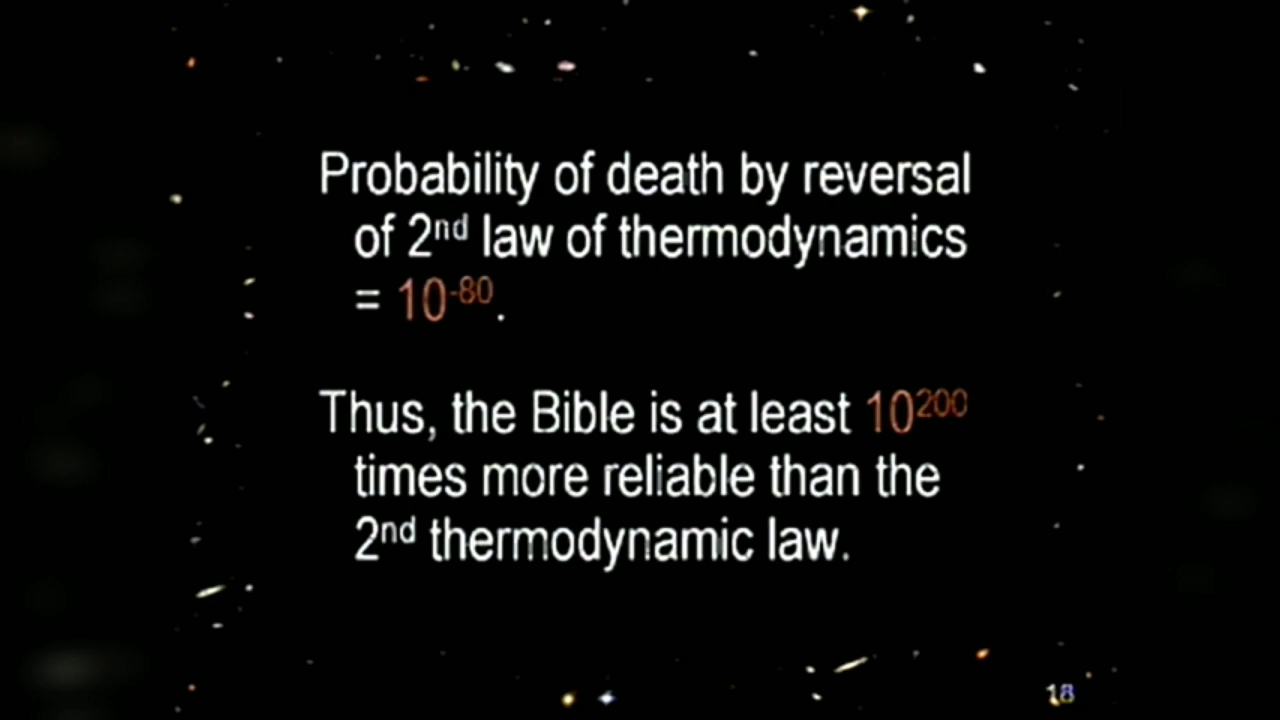 Probability of death by reversal
of 2nd law of thermodynamics
= 10-80.
Thus, the Bible is at least 10200
times more reliable than the
2nd thermodynamic law.
18